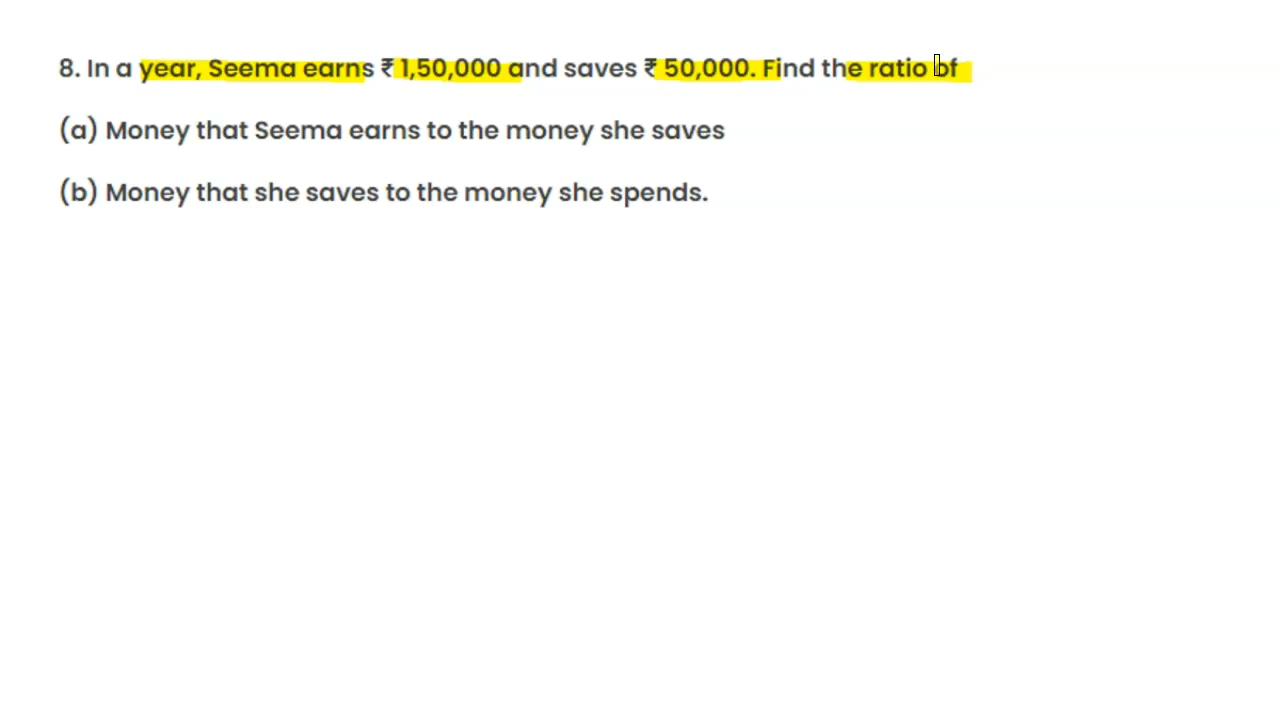 8. In a year, Seema earns ₹ 1,50,000 and saves ₹ 50,000. Find the ratio of
(a) Money that Seema earns to the money she saves
(b) Money that she saves to the money she spends.